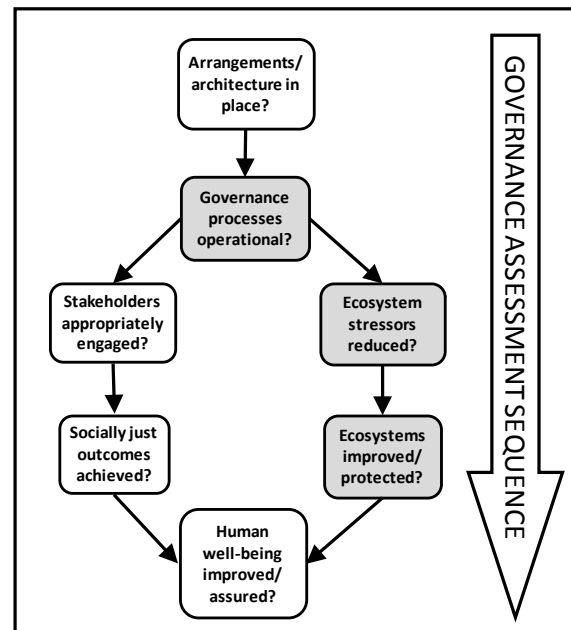 Arrangements/
architecture in
place?
Governance
processes
operational?
Stakeholders
appropriately
engaged?
Ecosystem
stressors
reduced?
Socially just
outcomes
achieved?
Ecosystems
improved/
protected?
Human
well-being
improved/
assured?
GOVERNANCE ASSESSMENT SEQUENCE